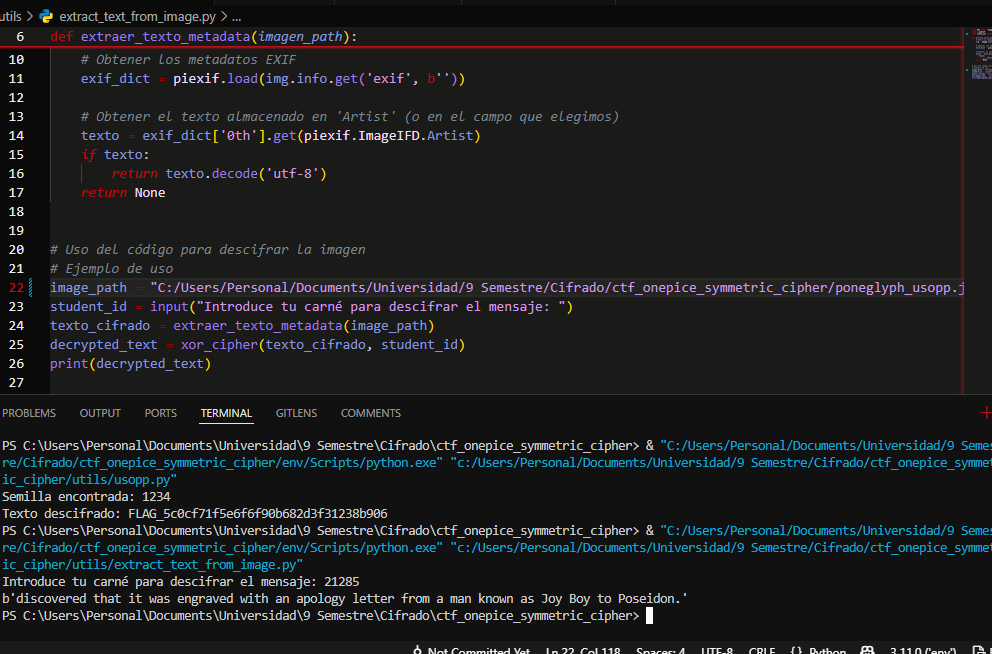 utils > extract_text_from_image.py > ...
6 def extraer_texto_metadata(imagen_path):
10 # Obtener los metadatos EXIF
11 exif_dict = piexif.load(img.info.get('exif', b''))
12
13 # Obtener el texto almacenado en 'Artist' (o en el campo que elegimos)
14 texto = exif_dict['0th'].get(piexif.ImageIFD.Artist)
15 if texto:
16 return texto.decode('utf-8')
17 return None
18
19
20 # Uso del código para descifrar la imagen
21 # Ejemplo de uso
22 image_path = "C:/Users/Personal/Documents/Universidad/9 Semestre/Cifrado/ctf_onepice_symmetric_cipher/poneglyph_usopp.j
23 student_id = input("Introduce tu carné para descifrar el mensaje: ")
24 texto_cifrado = extraer_texto_metadata(image_path)
25 decrypted_text = xor_cipher(texto_cifrado, student_id)
26 print(decrypted_text)
27
PROBLEMS OUTPUT PORTS TERMINAL GITLENS COMMENTS
PS C:\Users\Personal\Documents\Universidad\9 Semestre\Cifrado\ctf_onepice_symmetric_cipher> & "C:/Users/Personal/Documents/Universidad/9 Semest
re/Cifrado/ctf_onepice_symmetric_cipher/env/Scripts/python.exe" "c:/Users/Personal/Documents/Universidad/9 Semestre/Cifrado/ctf_onepice_symmet
ic_cipher/utils/usopp.py"
Semilla encontrada: 1234
Texto descifrado: FLAG_5c0cf71f5e6f6f90b682d3f31238b906
PS C:\Users\Personal\Documents\Universidad\9 Semestre\Cifrado\ctf_onepice_symmetric_cipher> & "C:/Users/Personal/Documents/Universidad/9 Semest
re/Cifrado/ctf_onepice_symmetric_cipher/env/Scripts/python.exe" "c:/Users/Personal/Documents/Universidad/9 Semestre/Cifrado/ctf_onepice_symmet
ic_cipher/utils/extract_text_from_image.py"
Introduce tu carné para descifrar el mensaje: 21285
b'discovered that it was engraved with an apology letter from a man known as Joy Boy to Poseidon.'
PS C:\Users\Personal\Documents\Universidad\9 Semestre\Cifrado\ctf_onepice_symmetric_cipher>
Not Committed Yet Ln 22, Col 118 Spaces: 4 UTF-8 CRLF {} Python 3.11.0 ('env')